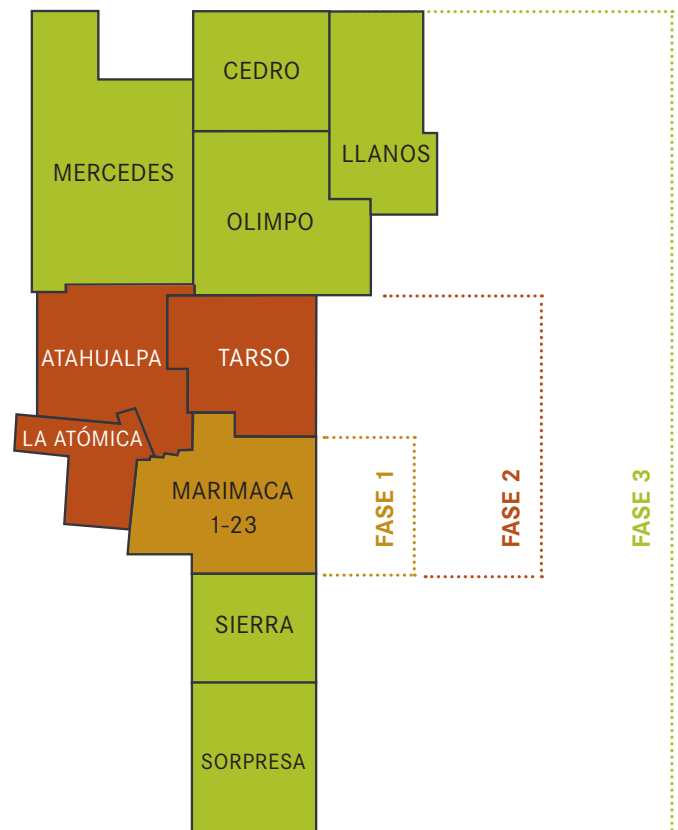 CEDRO
LLANOS
MERCEDES
OLIMPO
ATAHUALPA
TARSO
LA ATÓMICA
MARIMACA
1-23
FASE 1
FASE 2
FASE 3
SIERRA
SORPRESA